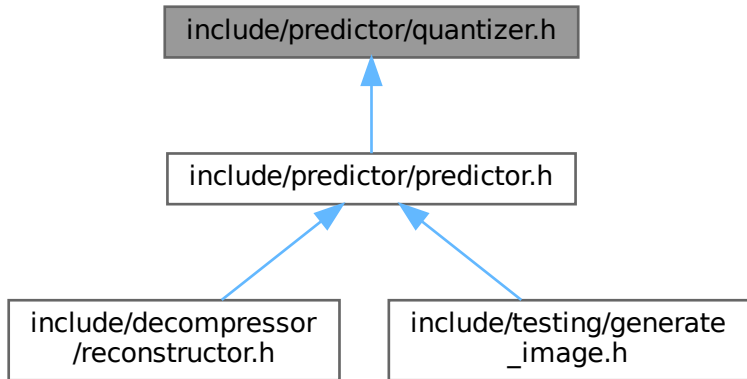 include/predictor/quantizer.h
include/predictor/predictor.h
include/decompressor
/reconstructor.h
include/testing/generate
_image.h